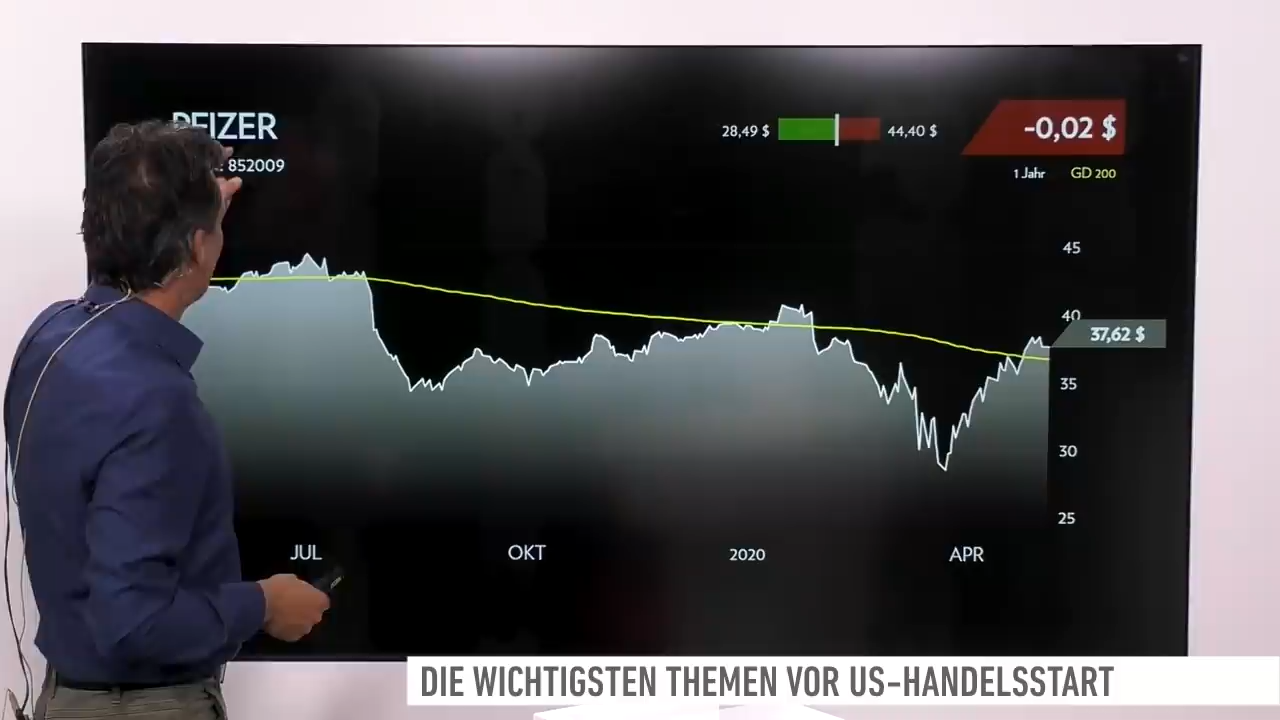 PFIZER
: 852009
28,49 $
44,40 $
-0,02 $
1 Jahr GD 200
45
40
37,62 $
35
30
25
JUL OKT 2020 APR
DIE WICHTIGSTEN THEMEN VOR US-HANDELSSTART